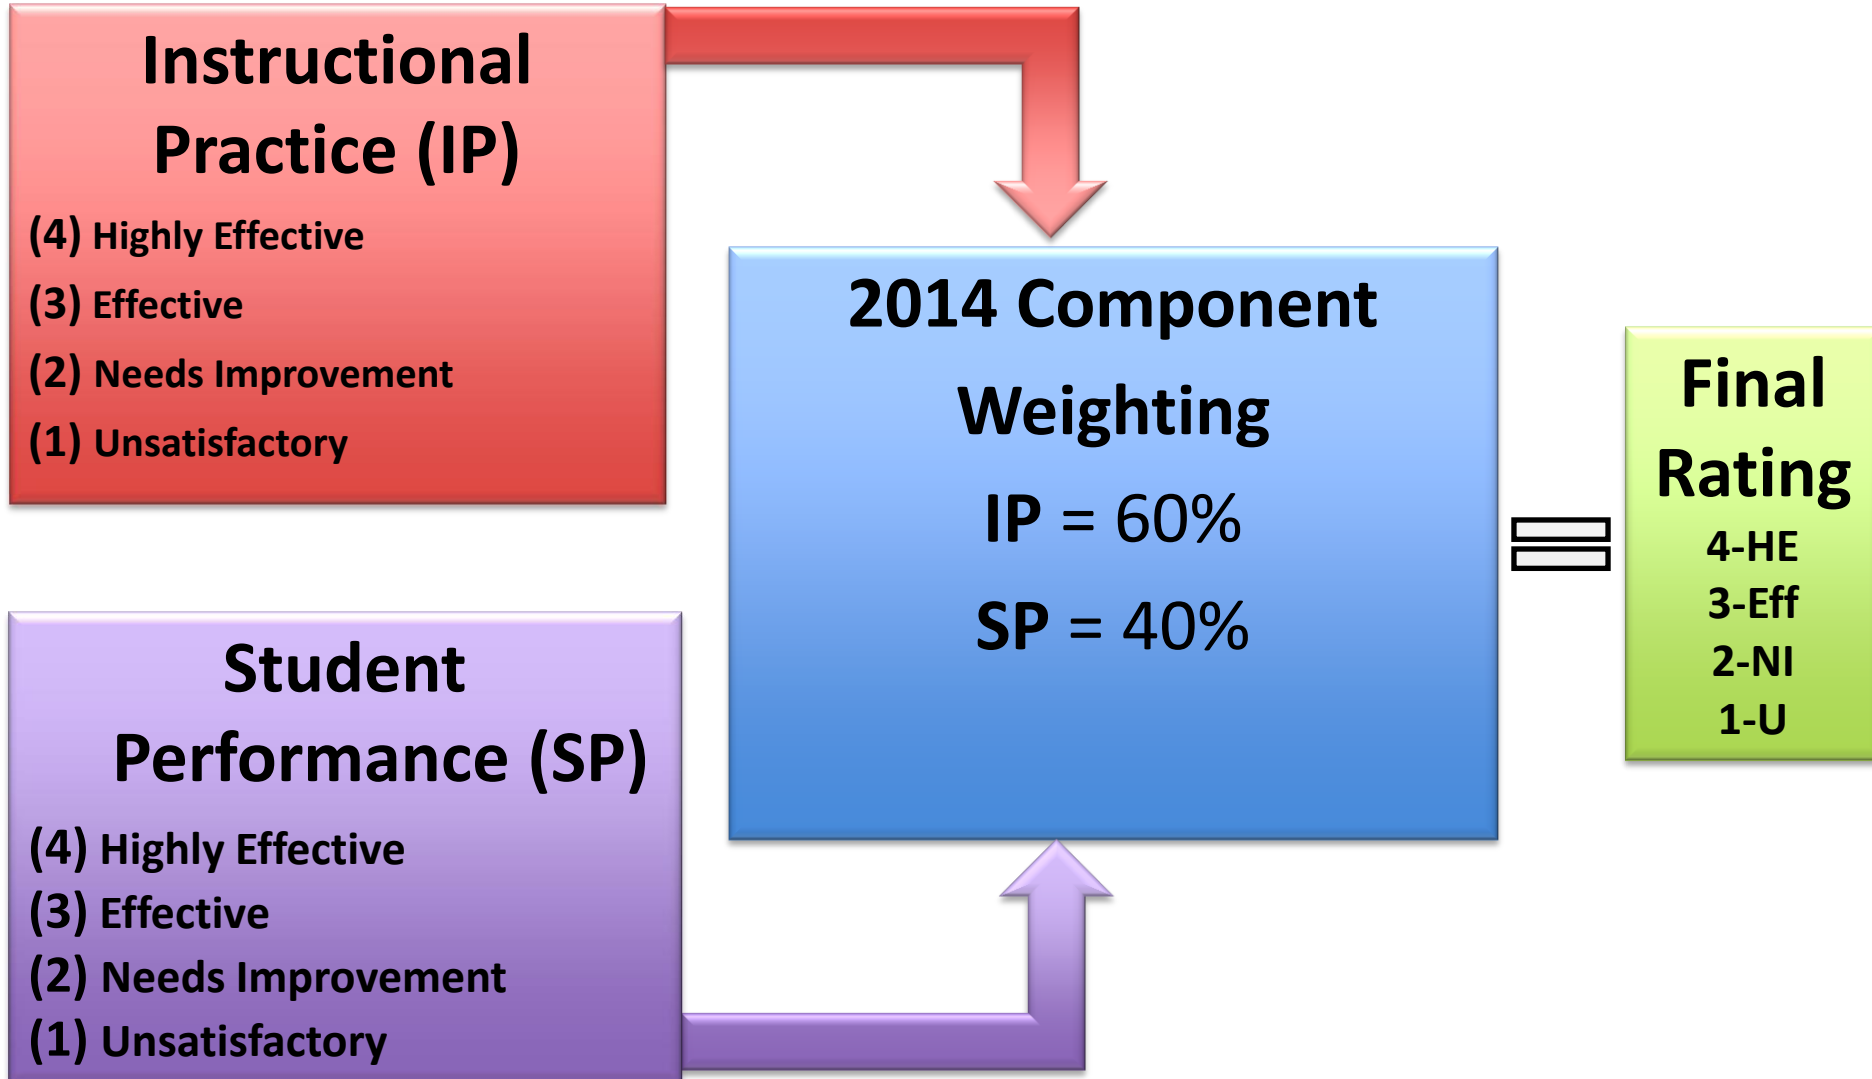 Instructional
Practice (IP)
(4) Highly Effective
(3) Effective
(2) Needs Improvement
(1) Unsatisfactory
2014 Component
Weighting
IP = 60%
SP = 40%
Final
Rating
4-HE
3-Eff
2-NI
1-U
Student
Performance (SP)
(4) Highly Effective
(3) Effective
(2) Needs Improvement
(1) Unsatisfactory